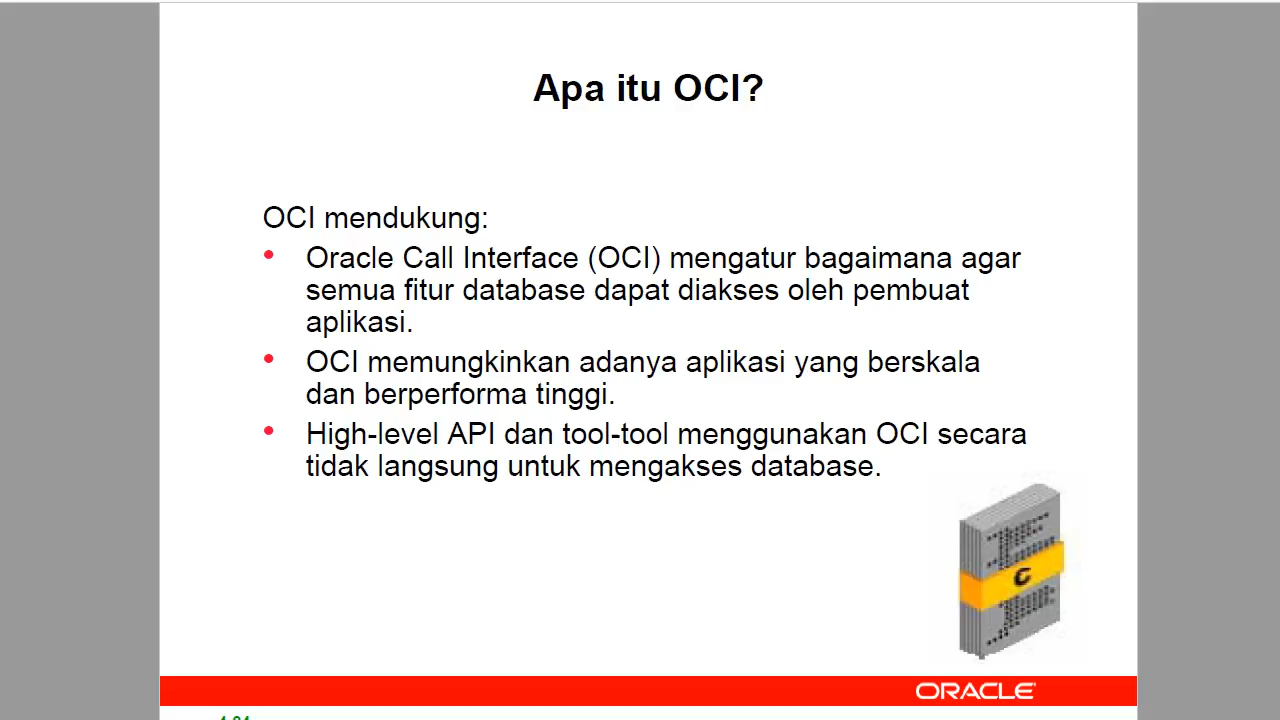 Apa itu OCI?
OCI mendukung:
• Oracle Call Interface (OCI) mengatur bagaimana agar
semua fitur database dapat diakses oleh pembuat
aplikasi.
• OCI memungkinkan adanya aplikasi yang berskala
dan berperforma tinggi.
• High-level API dan tool-tool menggunakan OCI secara
tidak langsung untuk mengakses database.
C
ORACLE